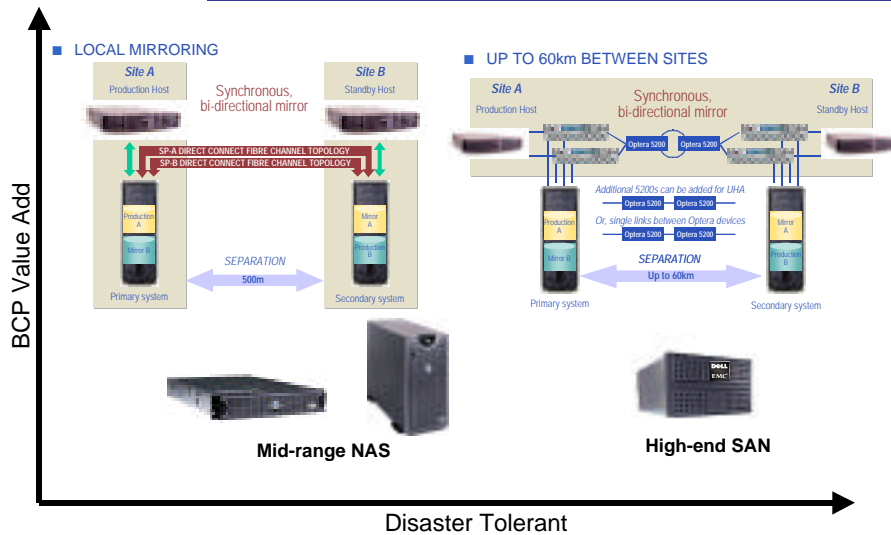 LOCAL MIRRORING
Site A
Production Host
Synchronous,
bi-directional mirror
Site B
Standby Host
SP-A DIRECT CONNECT FIBRE CHANNEL TOPOLOGY
SP-B DIRECT CONNECT FIBRE CHANNEL TOPOLOGY
Production
A
Mirror B
Mirror
A
Production
B
SEPARATION
500m
Primary system
Secondary system
UP TO 60km BETWEEN SITES
Site A
Production Host
Synchronous,
bi-directional mirror
Site B
Standby Host
Optera 5200
Optera 5200
Additional 5200s can be added for UHA
Optera 5200
Optera 5200
Or, single links between Optera devices
Optera 5200
Optera 5200
Production
A
Mirror B
Mirror
A
Production
B
SEPARATION
Up to 60km
Primary system
Secondary system
DELL
EMC
Mid-range NAS
High-end SAN
BCP Value Add
Disaster Tolerant